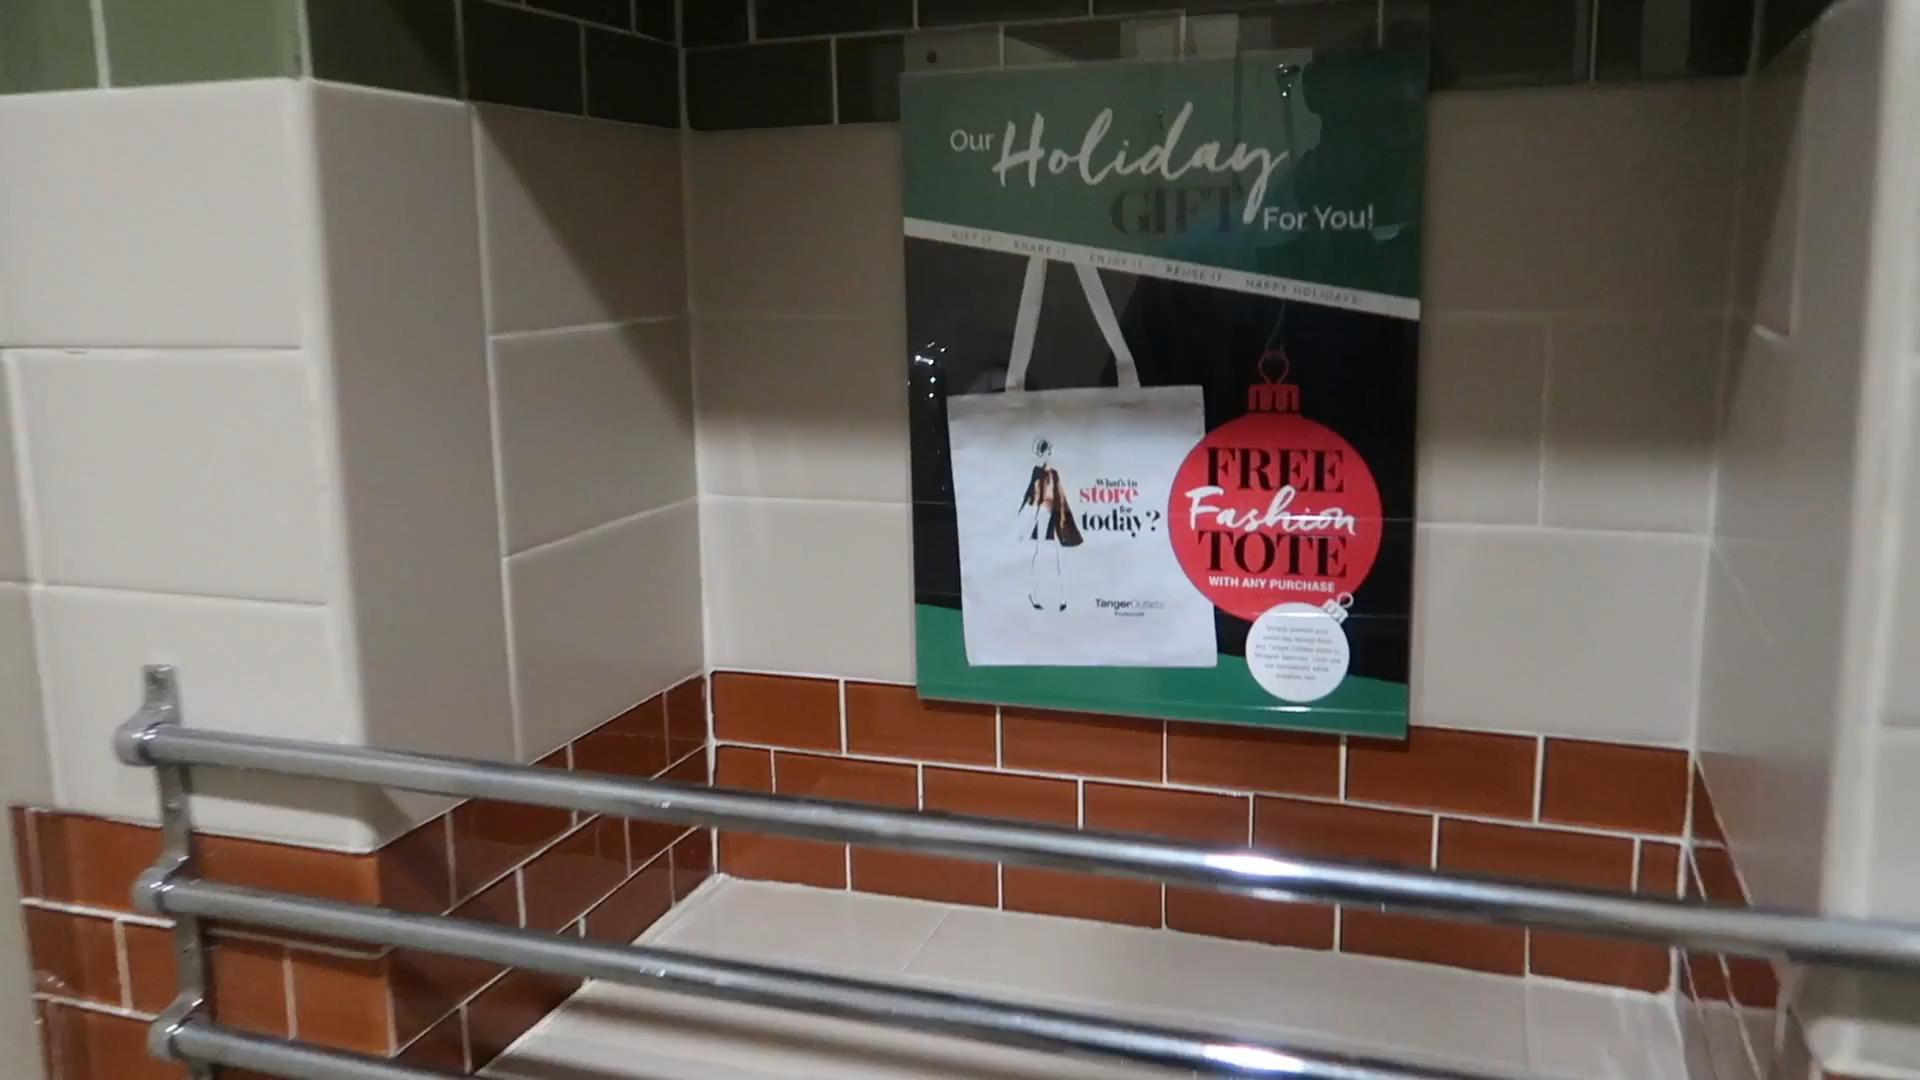 Our Holiday
GIFT For You!
GIFT IT SHARE IT ENJOY IT REUSE IT HAPPY HOLIDAYS!
What's in
store
for
today?
TangerOutlets
FREE
Fashion
TOTE
WITH ANY PURCHASE